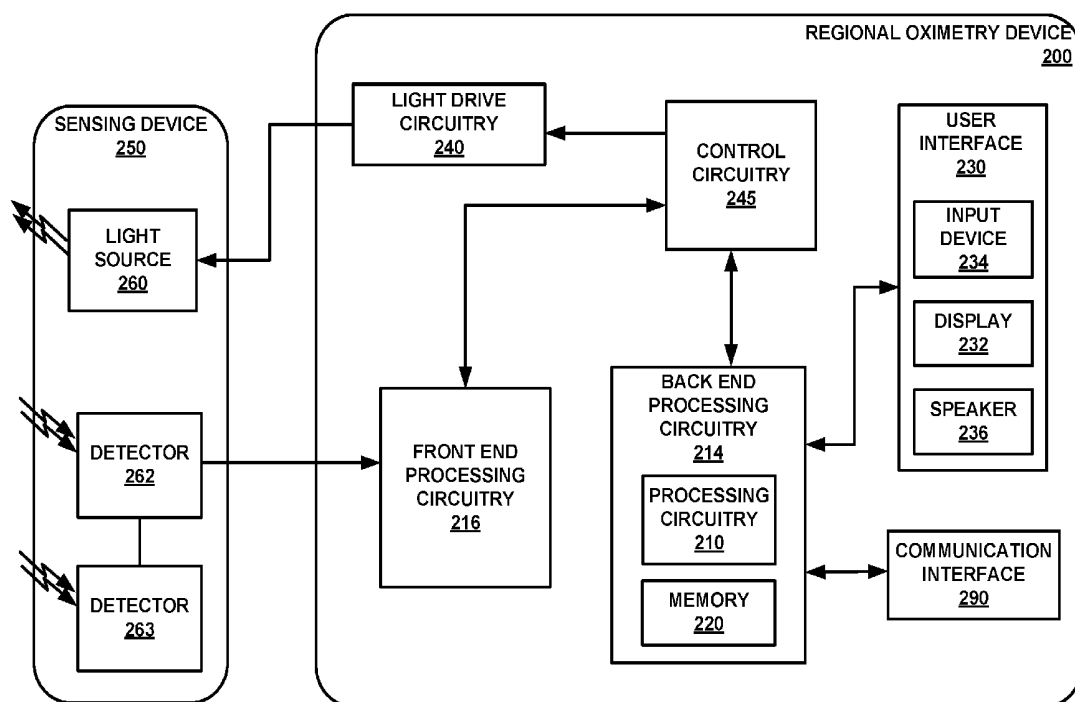 REGIONAL OXIMETRY DEVICE
200
SENSING DEVICE
250
LIGHT
SOURCE
260
DETECTOR
262
DETECTOR
263
LIGHT DRIVE
CIRCUITRY
240
CONTROL
CIRCUITRY
245
FRONT END
PROCESSING
CIRCUITRY
216
BACK END
PROCESSING
CIRCUITRY
214
PROCESSING
CIRCUITRY
210
MEMORY
220
USER
INTERFACE
230
INPUT
DEVICE
234
DISPLAY
232
SPEAKER
236
COMMUNICATION
INTERFACE
290